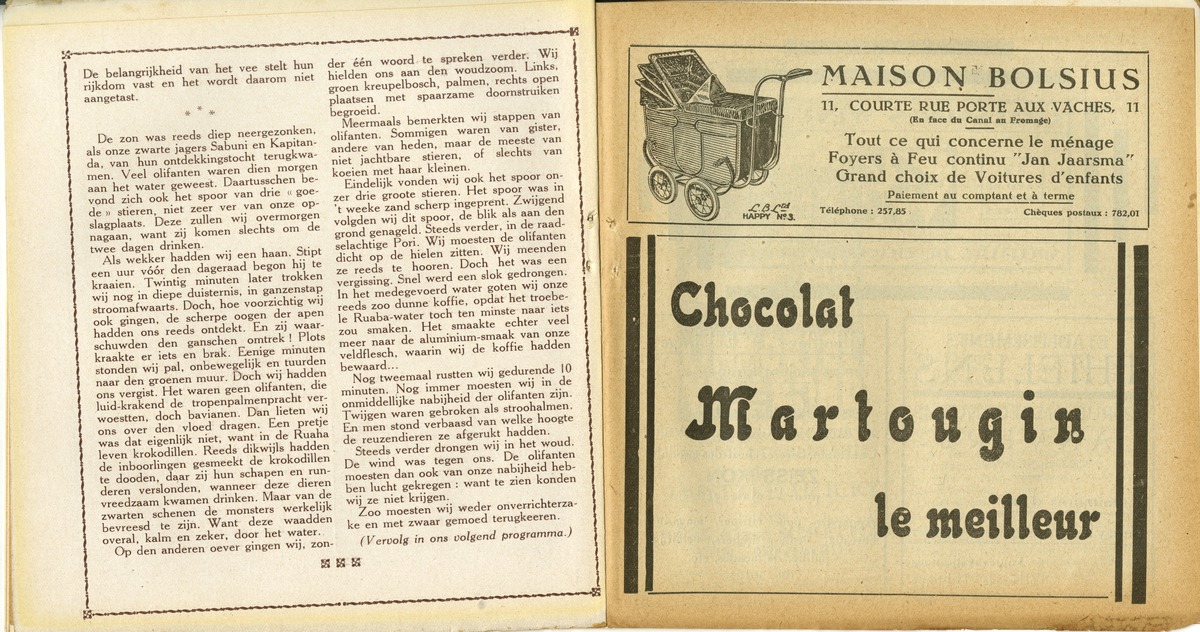 De belangrijkheid van het vee stelt hun
rijkdom vast en het wordt daarom niet
aangetast.
* * *
De zon was reeds diep neergezonken,
als onze zwarte jagers Sabuni en Kapitan-
da, van hun ontdekkingstocht terugkwa-
men. Veel olifanten waren dien morgen
aan het water geweest. Daartusschen be-
vond zich ook het spoor van drie « goe-
de » stieren, niet zeer ver van onze op-
slagplaats. Deze zullen wij overmorgen
nagaan, want zij komen slechts om de
twee dagen drinken.
Als wekker hadden wij een haan. Stipt
een uur vóór den dageraad begon hij te
kraaien. Twintig minuten later trokken
wij nog in diepe duisternis, in ganzenstap
stroomafwaarts. Doch, hoe voorzichtig wij
ook gingen, de scherpe oogen der apen
hadden ons reeds ontdekt. En zij waar-
schuwden den ganschen omtrek ! Plots
kraakte er iets en brak. Eenige minuten
stonden wij pal, onbewegelijk en tuurden
naar den groenen muur. Doch wij hadden
ons vergist. Het waren geen olifanten, die
luid-krakend de tropenpalmenpracht ver-
woestten, doch bavianen. Dan lieten wij
ons over den vloed dragen. Een pretje
was dat eigenlijk niet, want in de Ruaha
leven krokodillen. Reeds dikwijls hadden
de inboorlingen gesmeekt de krokodillen
te dooden, daar zij hun schapen en run-
deren verslonden, wanneer deze dieren
vreedzaam kwamen drinken. Maar van de
zwarten schenen de monsters werkelijk
bevreesd te zijn. Want deze waadden
overal, kalm en zeker, door het water.
Op den anderen oever gingen wij, zon-
der één woord te spreken verder. Wij
hielden ons aan den woudzoom. Links,
groen kreupelbosch, palmen, rechts open
plaatsen met spaarzame doornstruiken
begroeid.
Meermaals bemerkten wij stappen van
olifanten. Sommigen waren van gister,
andere van heden, maar de meeste van
niet jachtbare stieren, of slechts van
koeien met haar kleinen.
Eindelijk vonden wij ook het spoor on-
zer drie groote stieren. Het spoor was in
't weeke zand scherp ingeprent. Zwijgend
volgden wij dit spoor, de blik als aan den
grond genageld. Steeds verder, in de raad-
selachtige Pori. Wij moesten de olifanten
dicht op de hielen zitten. Wij meenden
ze reeds te hooren. Doch het was een
vergissing. Snel werd een slok gedrongen.
In het medegevoerd water goten wij onze
reeds zoo dunne koffie, opdat het troebe-
le Ruaba-water toch ten minste naar iets
zou smaken. Het smaakte echter veel
meer naar de aluminium-smaak van onze
veldflesch, waarin wij de koffie hadden
bewaard...
Nog tweemaal rustten wij gedurende 10
minuten. Nog immer moesten wij in de
onmiddellijke nabijheid der olifanten zijn.
Twijgen waren gebroken als stroohalmen.
En men stond verbaasd van welke hoogte
de reuzendieren ze afgerukt hadden.
Steeds verder drongen wij in het woud.
De wind was tegen ons. De olifanten
moesten dan ook van onze nabijheid heb-
ben lucht gekregen : want te zien konden
wij ze niet krijgen.
Zoo moesten wij weder onverrichterza-
ke en met zwaar gemoed terugkeeren.
(Vervolg in ons volgend programma.)
L.B.Ltd
HAPPY Nº3.
MAISON BOLSIUS
11, COURTE RUE PORTE AUX VACHES, 11
(En face du Canal au Fromage)
Tout ce qui concerne le ménage
Foyers à Feu continu "Jan Jaarsma"
Grand choix de Voitures d'enfants
Paiement au comptant et à terme
Téléphone : 257,85 Chèques postaux : 782,01
Chocolat
Martougin
le meilleur